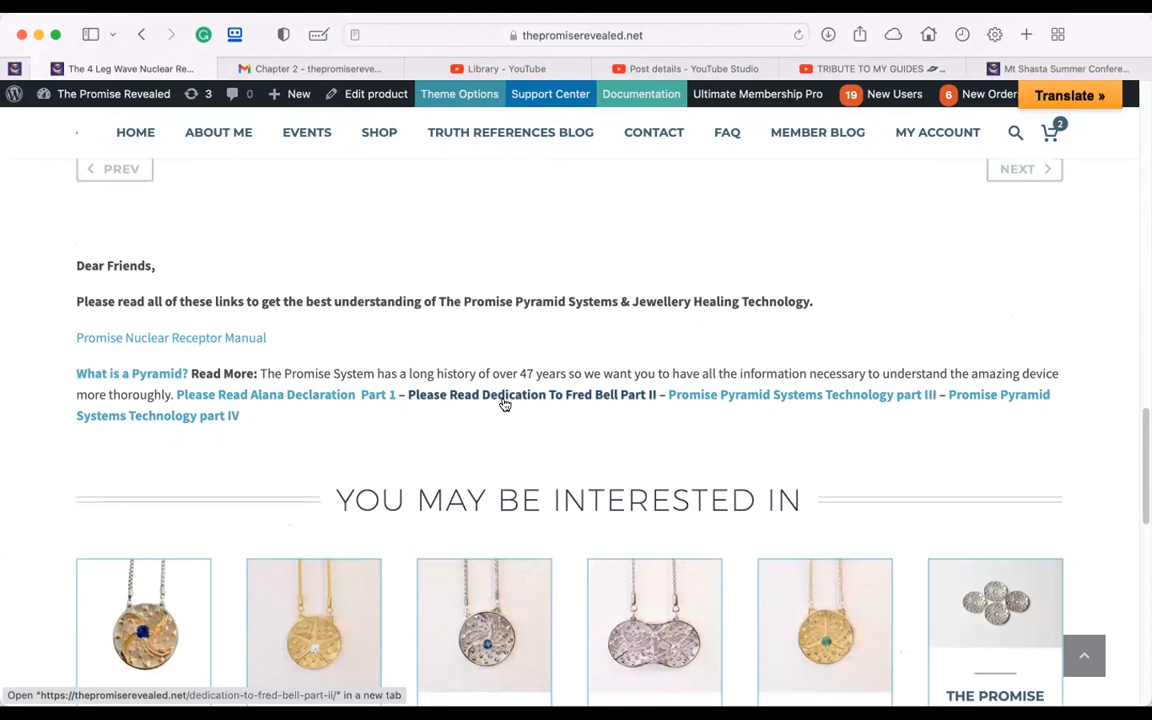 thepromiserevealed.net
The 4 Leg Wave Nuclear Re...
Chapter 2 - thepromisereve...
Library - YouTube
Post details - YouTube Studio
TRIBUTE TO MY GUIDES
Mt Shasta Summer Confere...
The Promise Revealed 3 0 + New Edit product Theme Options Support Center Documentation Ultimate Membership Pro 19 New Users 6 New Order
Translate »
HOME ABOUT ME EVENTS SHOP TRUTH REFERENCES BLOG CONTACT FAQ MEMBER BLOG MY ACCOUNT 2
PREV
NEXT
Dear Friends,
Please read all of these links to get the best understanding of The Promise Pyramid Systems & Jewellery Healing Technology.
Promise Nuclear Receptor Manual
What is a Pyramid? Read More: The Promise System has a long history of over 47 years so we want you to have all the information necessary to understand the amazing device
more thoroughly. Please Read Alana Declaration Part 1 – Please Read Dedication To Fred Bell Part II – Promise Pyramid Systems Technology part III – Promise Pyramid
Systems Technology part IV
YOU MAY BE INTERESTED IN
THE PROMISE
Open "https://thepromiserevealed.net/dedication-to-fred-bell-part-ii/" in a new tab